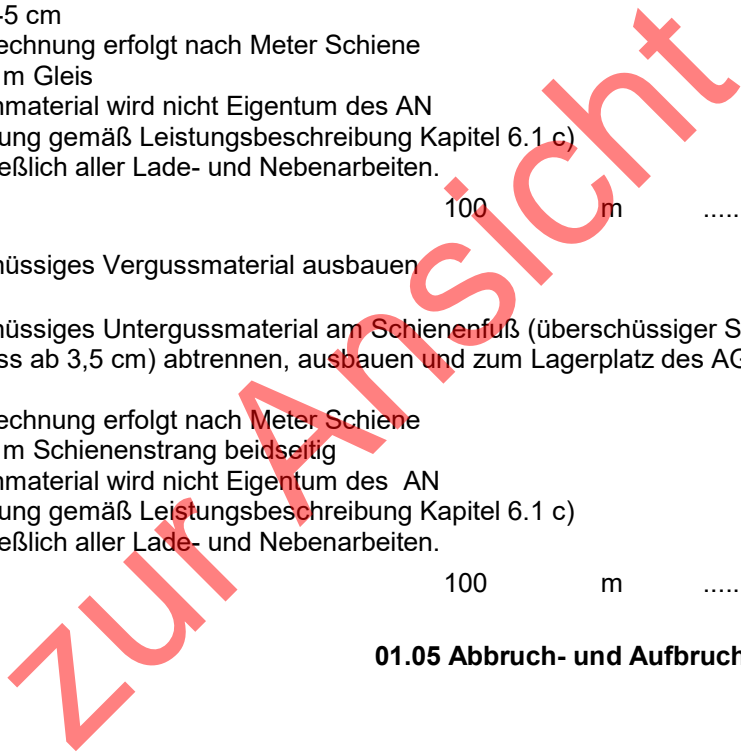 -5 cm
echnung erfolgt nach Meter Schiene
m Gleis
nmaterial wird nicht Eigentum des AN
ung gemäß Leistungsbeschreibung Kapitel 6.1 c)
eßlich aller Lade- und Nebenarbeiten.
100 m .....
nüssiges Vergussmaterial ausbauen
nüssiges Untergussmaterial am Schienenfuß (überschüssiger S
ss ab 3,5 cm) abtrennen, ausbauen und zum Lagerplatz des AG
echnung erfolgt nach Meter Schiene
m Schienenstrang beidseitig
nmaterial wird nicht Eigentum des AN
ung gemäß Leistungsbeschreibung Kapitel 6.1 c)
eßlich aller Lade- und Nebenarbeiten.
100 m .....
01.05 Abbruch- und Aufbruch
zur Ansicht